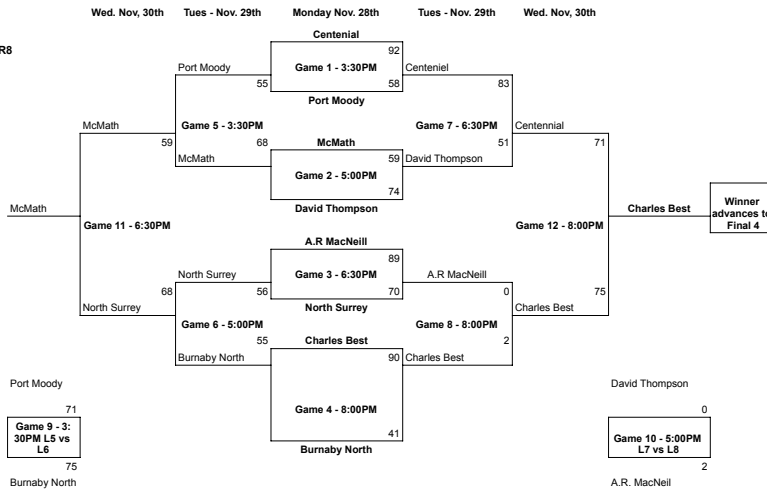 Wed. Nov, 30th Tues - Nov. 29th Monday Nov. 28th Tues - Nov. 29th Wed. Nov, 30th
Centenial
R8
92
Port Moody Game 1 - 3:30PM Centeniel
55 58 83
Port Moody
McMath Game 5 - 3:30PM Game 7 - 6:30PM Centennial
59 68 McMath 51 71
McMath 59 David Thompson
Game 2 - 5:00PM
74
McMath David Thompson Charles Best
Winner
advances to
Final 4
Game 11 - 6:30PM Game 12 - 8:00PM
A.R MacNeill
89
North Surrey Game 3 - 6:30PM A.R MacNeill
68 56 70 0 75
North Surrey North Surrey Charles Best
Game 6 - 5:00PM Game 8 - 8:00PM
55 Charles Best 2
Burnaby North 90 Charles Best
Port Moody David Thompson
71 Game 4 - 8:00PM 0
Game 9 - 3:
30PM L5 vs
L6
41
Game 10 - 5:00PM
L7 vs L8
Burnaby North
75 2
Burnaby North A.R. MacNeil